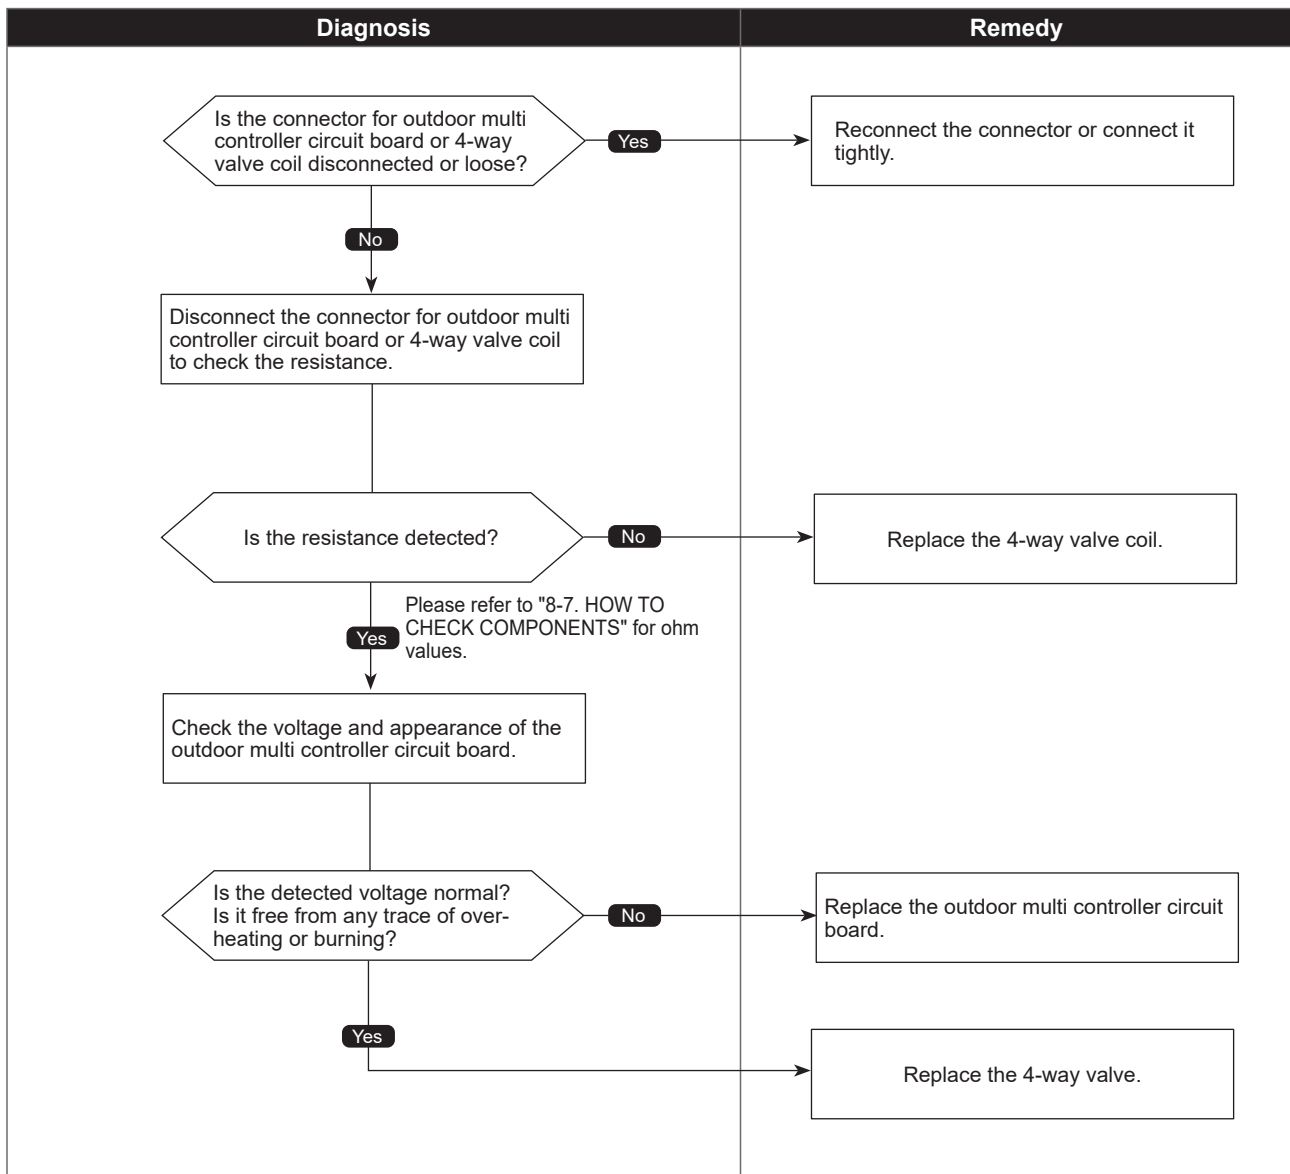 Diagnosis
Remedy
Is the connector for outdoor multi
controller circuit board or 4-way
valve coil disconnected or loose?
Yes
Reconnect the connector or connect it
tightly.
No
Disconnect the connector for outdoor multi
controller circuit board or 4-way valve coil
to check the resistance.
Is the resistance detected?
No
Replace the 4-way valve coil.
Please refer to "8-7. HOW TO
CHECK COMPONENTS" for ohm
values.
Yes
Check the voltage and appearance of the
outdoor multi controller circuit board.
Is the detected voltage normal?
Is it free from any trace of over-
heating or burning?
No
Replace the outdoor multi controller circuit
board.
Yes
Replace the 4-way valve.